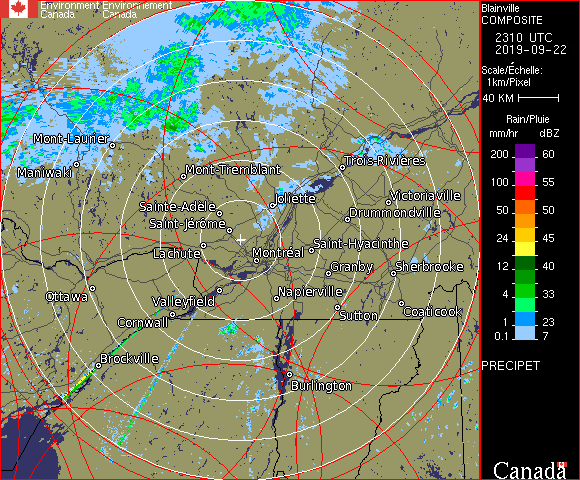 Environment Environnement
Canada Canada
Blainville
COMPOSITE
2310 UTC
2019-09-22
Scale/Échelle:
1km/Pixel
40 KM
Rain/Pluie
mm/hr dBZ
200 60
100 55
50 50
24 45
12 40
4 33
1 23
0.1 7
PRECIPET
Canada
Mont-Laurier
Maniwaki
Mont-Tremblant
Trois-Rivières
Joliette
Victoriaville
Sainte-Adèle
Drummondville
Saint-Jérôme
Lachute
Montréal
Saint-Hyacinthe
Granby
Sherbrooke
Ottawa
Valleyfield
Napierville
Cornwall
Sutton
Coaticook
Brockville
Burlington